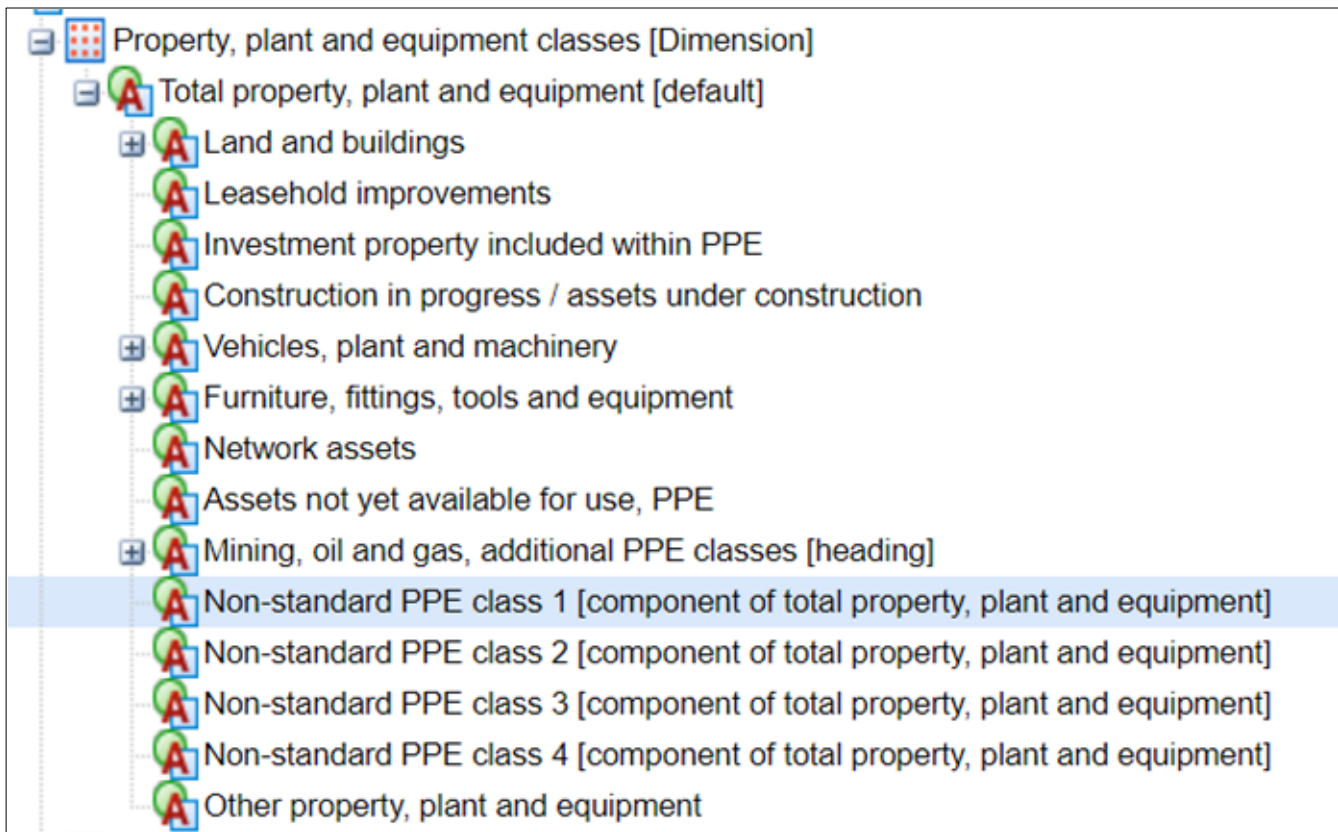 Property, plant and equipment classes [Dimension]
Total property, plant and equipment [default]
Land and buildings
Leasehold improvements
Investment property included within PPE
Construction in progress / assets under construction
Vehicles, plant and machinery
Furniture, fittings, tools and equipment
Network assets
Assets not yet available for use, PPE
Mining, oil and gas, additional PPE classes [heading]
Non-standard PPE class 1 [component of total property, plant and equipment]
Non-standard PPE class 2 [component of total property, plant and equipment]
Non-standard PPE class 3 [component of total property, plant and equipment]
Non-standard PPE class 4 [component of total property, plant and equipment]
Other property, plant and equipment